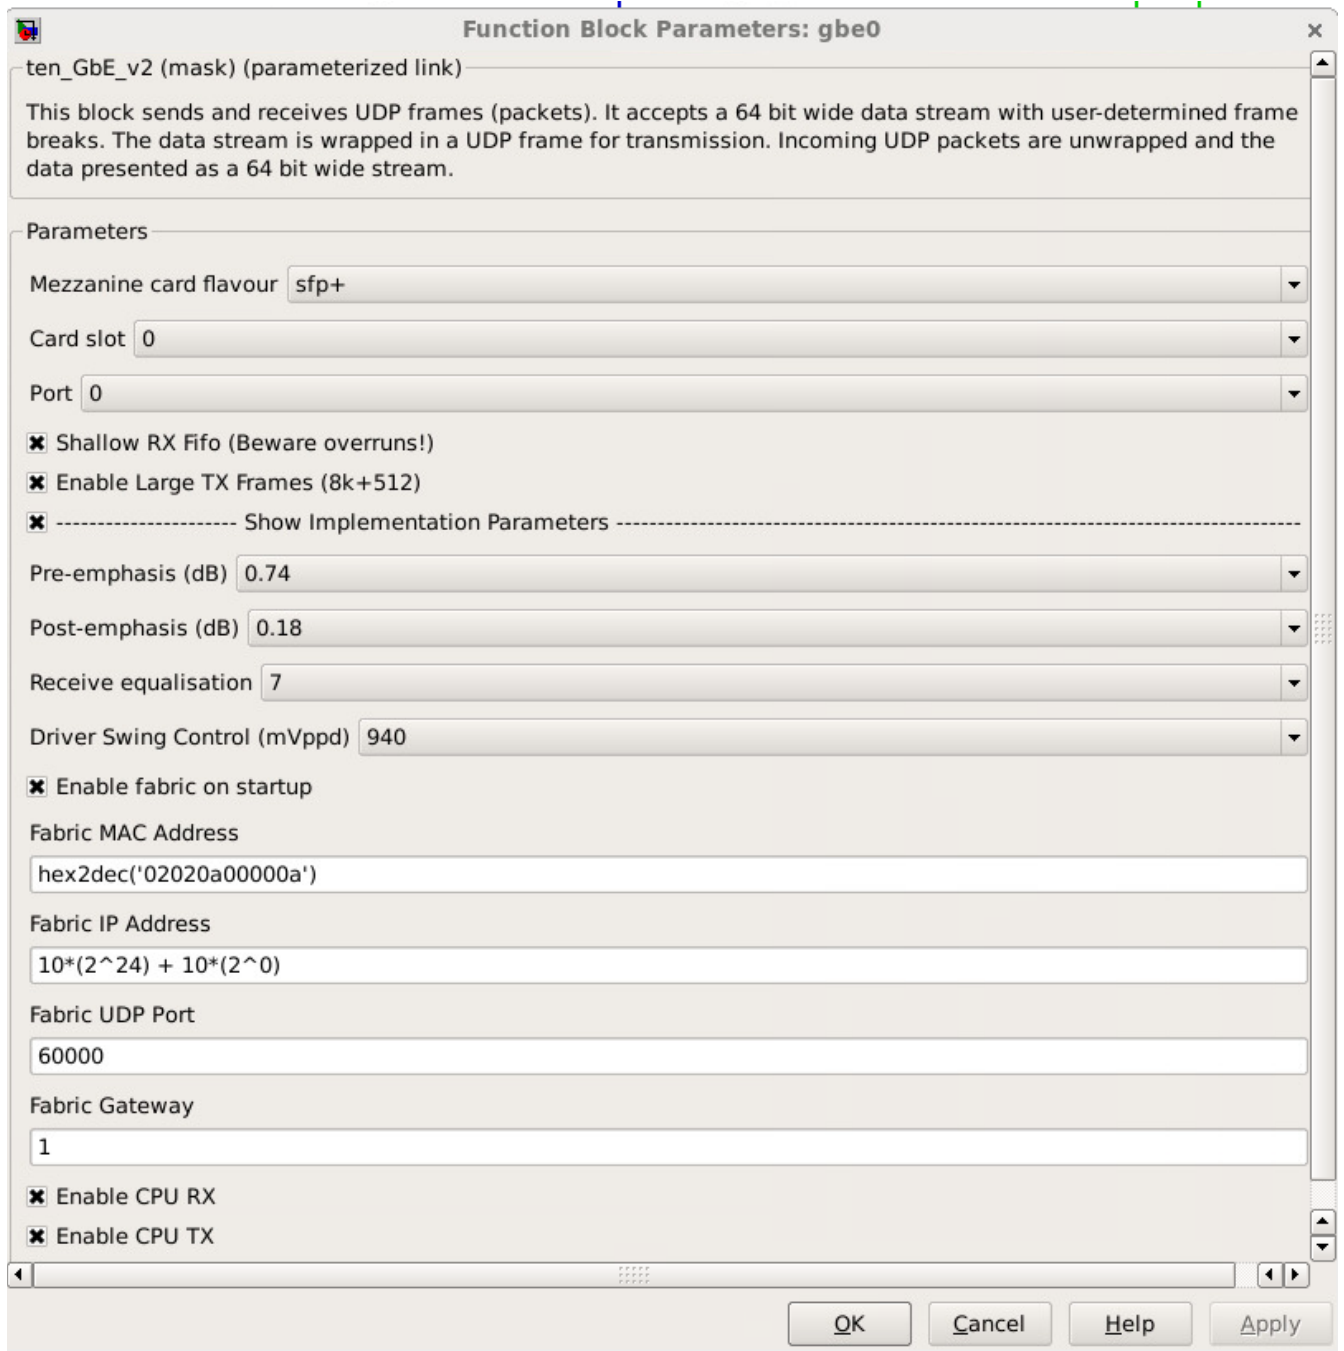 Function Block Parameters: gbe0
ten_GbE_v2 (mask) (parameterized link)
This block sends and receives UDP frames (packets). It accepts a 64 bit wide data stream with user-determined frame
breaks. The data stream is wrapped in a UDP frame for transmission. Incoming UDP packets are unwrapped and the
data presented as a 64 bit wide stream.
Parameters
Mezzanine card flavour sfp+
Card slot 0
Port 0
Shallow RX Fifo (Beware overruns!)
Enable Large TX Frames (8k+512)
---------------------- Show Implementation Parameters -----------------------------------------------------------------------------------
Pre-emphasis (dB) 0.74
Post-emphasis (dB) 0.18
Receive equalisation 7
Driver Swing Control (mVppd) 940
Enable fabric on startup
Fabric MAC Address
hex2dec('02020a00000a')
Fabric IP Address
10*(2^24) + 10*(2^0)
Fabric UDP Port
60000
Fabric Gateway
1
Enable CPU RX
Enable CPU TX
OK Cancel Help Apply